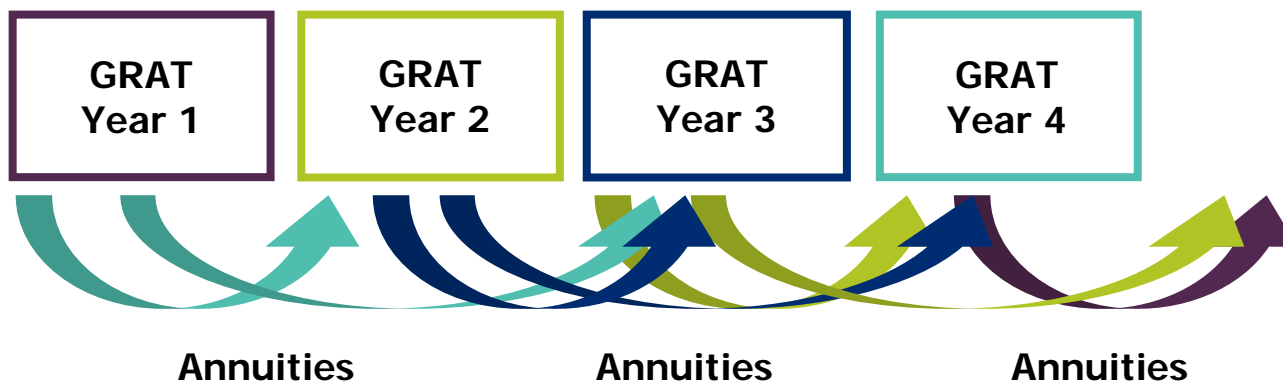 GRAT
Year 1
GRAT
Year 2
GRAT
Year 3
GRAT
Year 4
Annuities
Annuities
Annuities